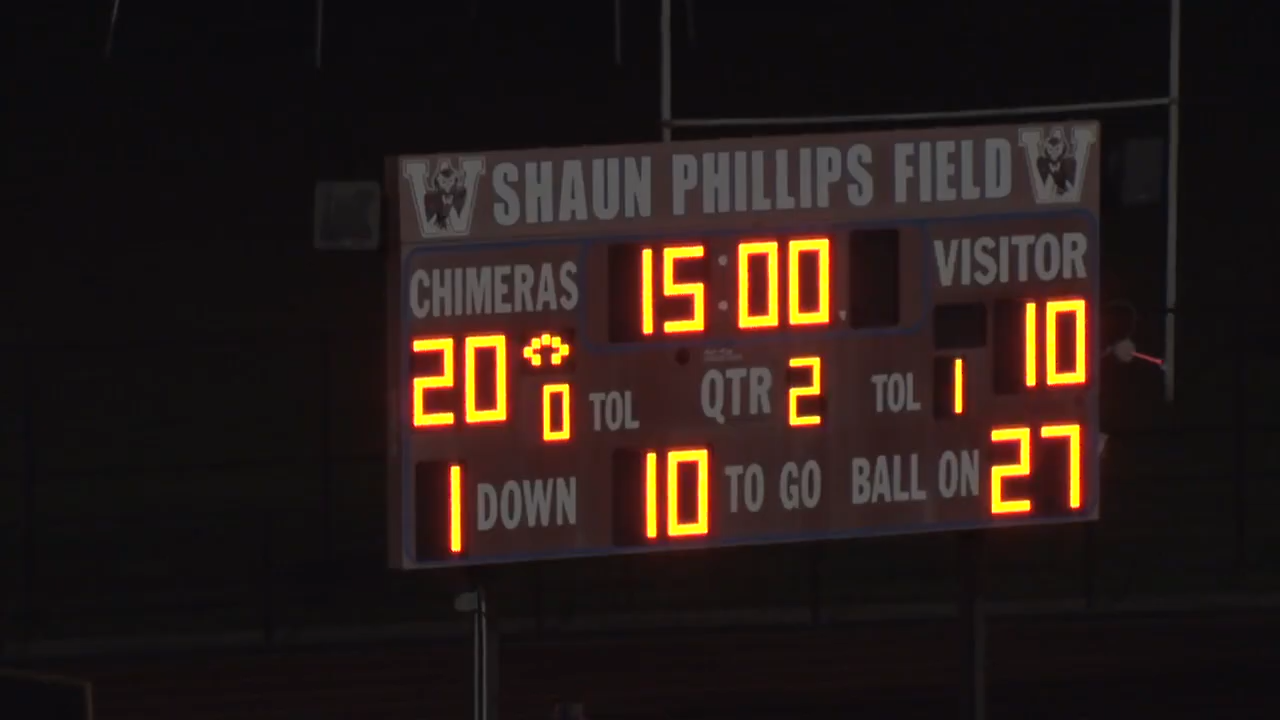 W SHAUN PHILLIPS FIELD W
CHIMERAS 15:00 VISITOR
20 10
0 TOL QTR 2 TOL 1
1 DOWN 10 TO GO BALL ON 27